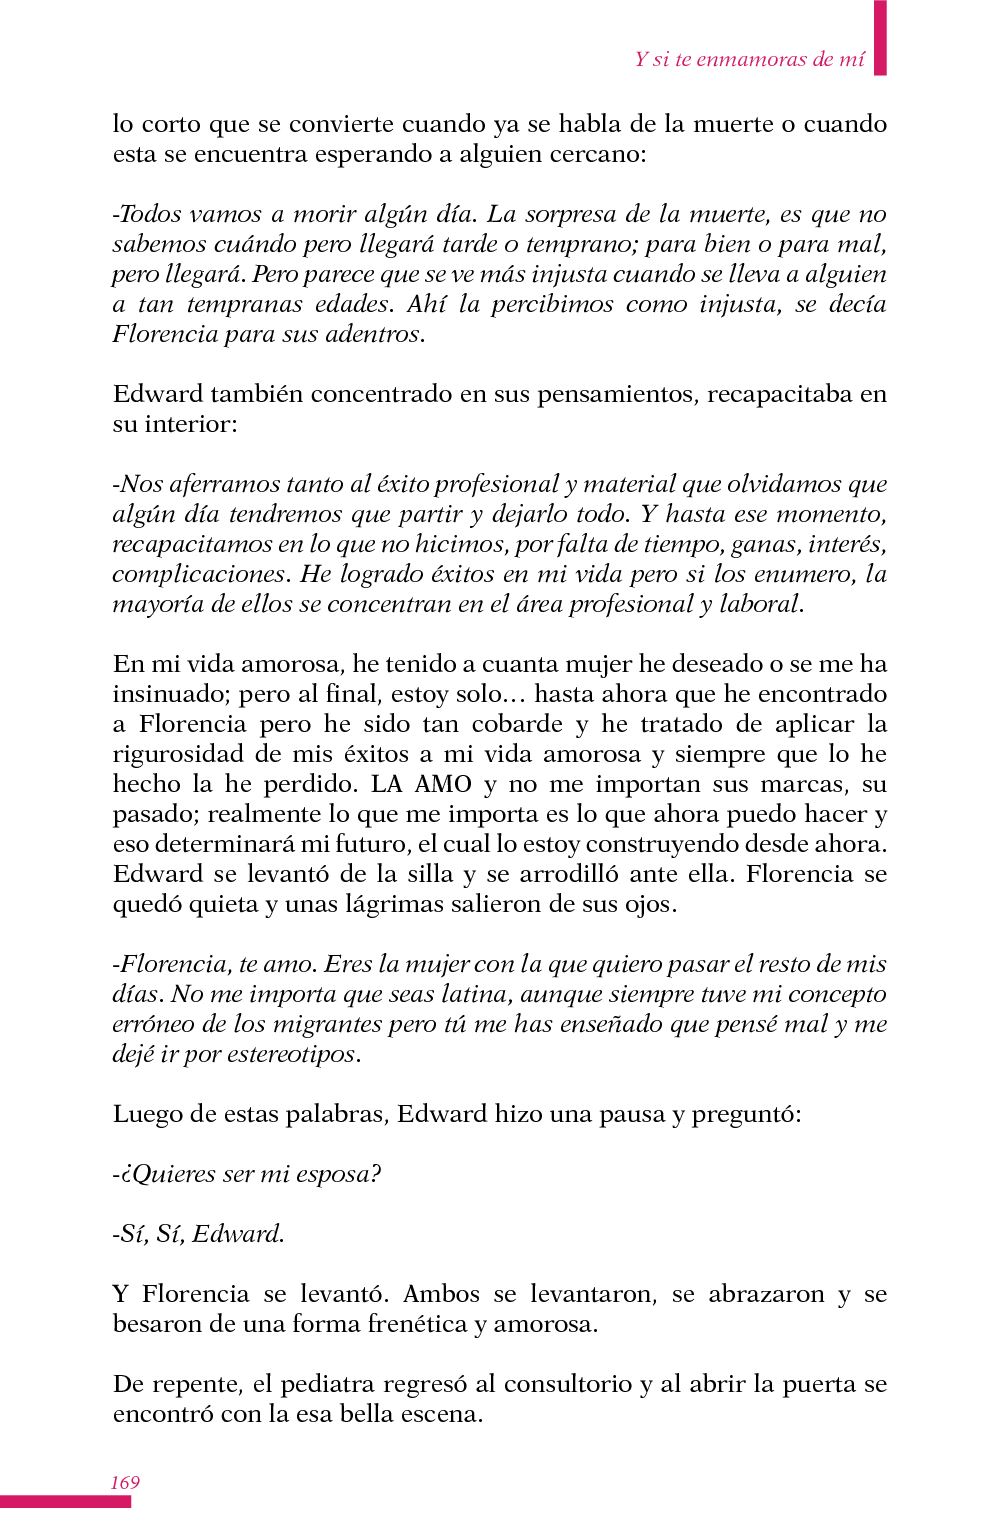 Y si te enmamoras de mí
lo corto que se convierte cuando ya se habla de la muerte o cuando
esta se encuentra esperando a alguien cercano:
-Todos vamos a morir algún día. La sorpresa de la muerte, es que no
sabemos cuándo pero llegará tarde o temprano; para bien o para mal,
pero llegará. Pero parece que se ve más injusta cuando se lleva a alguien
a tan tempranas edades. Ahí la percibimos como injusta, se decía
Florencia para sus adentros.
Edward también concentrado en sus pensamientos, recapacitaba en
su interior:
-Nos aferramos tanto al éxito profesional y material que olvidamos que
algún día tendremos que partir y dejarlo todo. Y hasta ese momento,
recapacitamos en lo que no hicimos, por falta de tiempo, ganas, interés,
complicaciones. He logrado éxitos en mi vida pero si los enumero, la
mayoría de ellos se concentran en el área profesional y laboral.
En mi vida amorosa, he tenido a cuanta mujer he deseado o se me ha
insinuado; pero al final, estoy solo… hasta ahora que he encontrado
a Florencia pero he sido tan cobarde y he tratado de aplicar la
rigurosidad de mis éxitos a mi vida amorosa y siempre que lo he
hecho la he perdido. LA AMO y no me importan sus marcas, su
pasado; realmente lo que me importa es lo que ahora puedo hacer y
eso determinará mi futuro, el cual lo estoy construyendo desde ahora.
Edward se levantó de la silla y se arrodilló ante ella. Florencia se
quedó quieta y unas lágrimas salieron de sus ojos.
-Florencia, te amo. Eres la mujer con la que quiero pasar el resto de mis
días. No me importa que seas latina, aunque siempre tuve mi concepto
erróneo de los migrantes pero tú me has enseñado que pensé mal y me
dejé ir por estereotipos.
Luego de estas palabras, Edward hizo una pausa y preguntó:
-¿Quieres ser mi esposa?
-Sí, Sí, Edward.
Y Florencia se levantó. Ambos se levantaron, se abrazaron y se
besaron de una forma frenética y amorosa.
De repente, el pediatra regresó al consultorio y al abrir la puerta se
encontró con la esa bella escena.
169